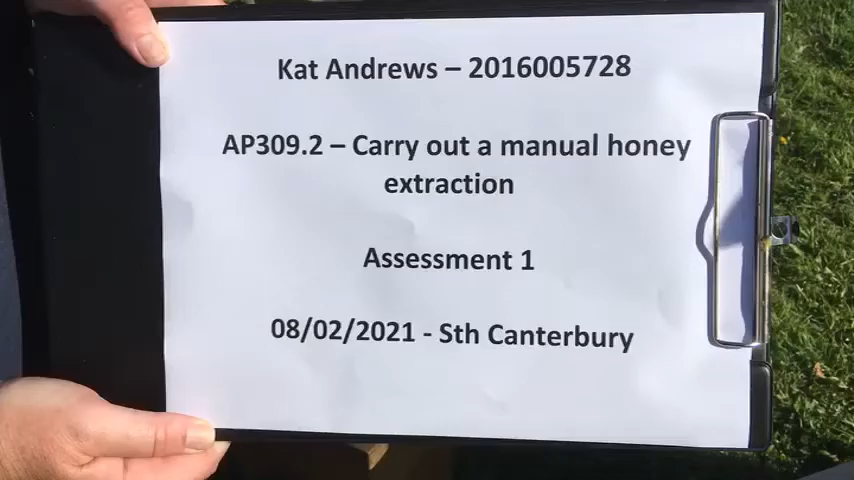 Kat Andrews – 2016005728
AP309.2 – Carry out a manual honey
extraction
Assessment 1
08/02/2021 - Sth Canterbury